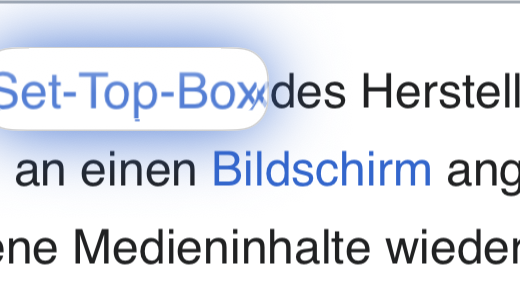 Set-Top-Box des Herstell
an einen Bildschirm ang
ene Medieninhalte wieder